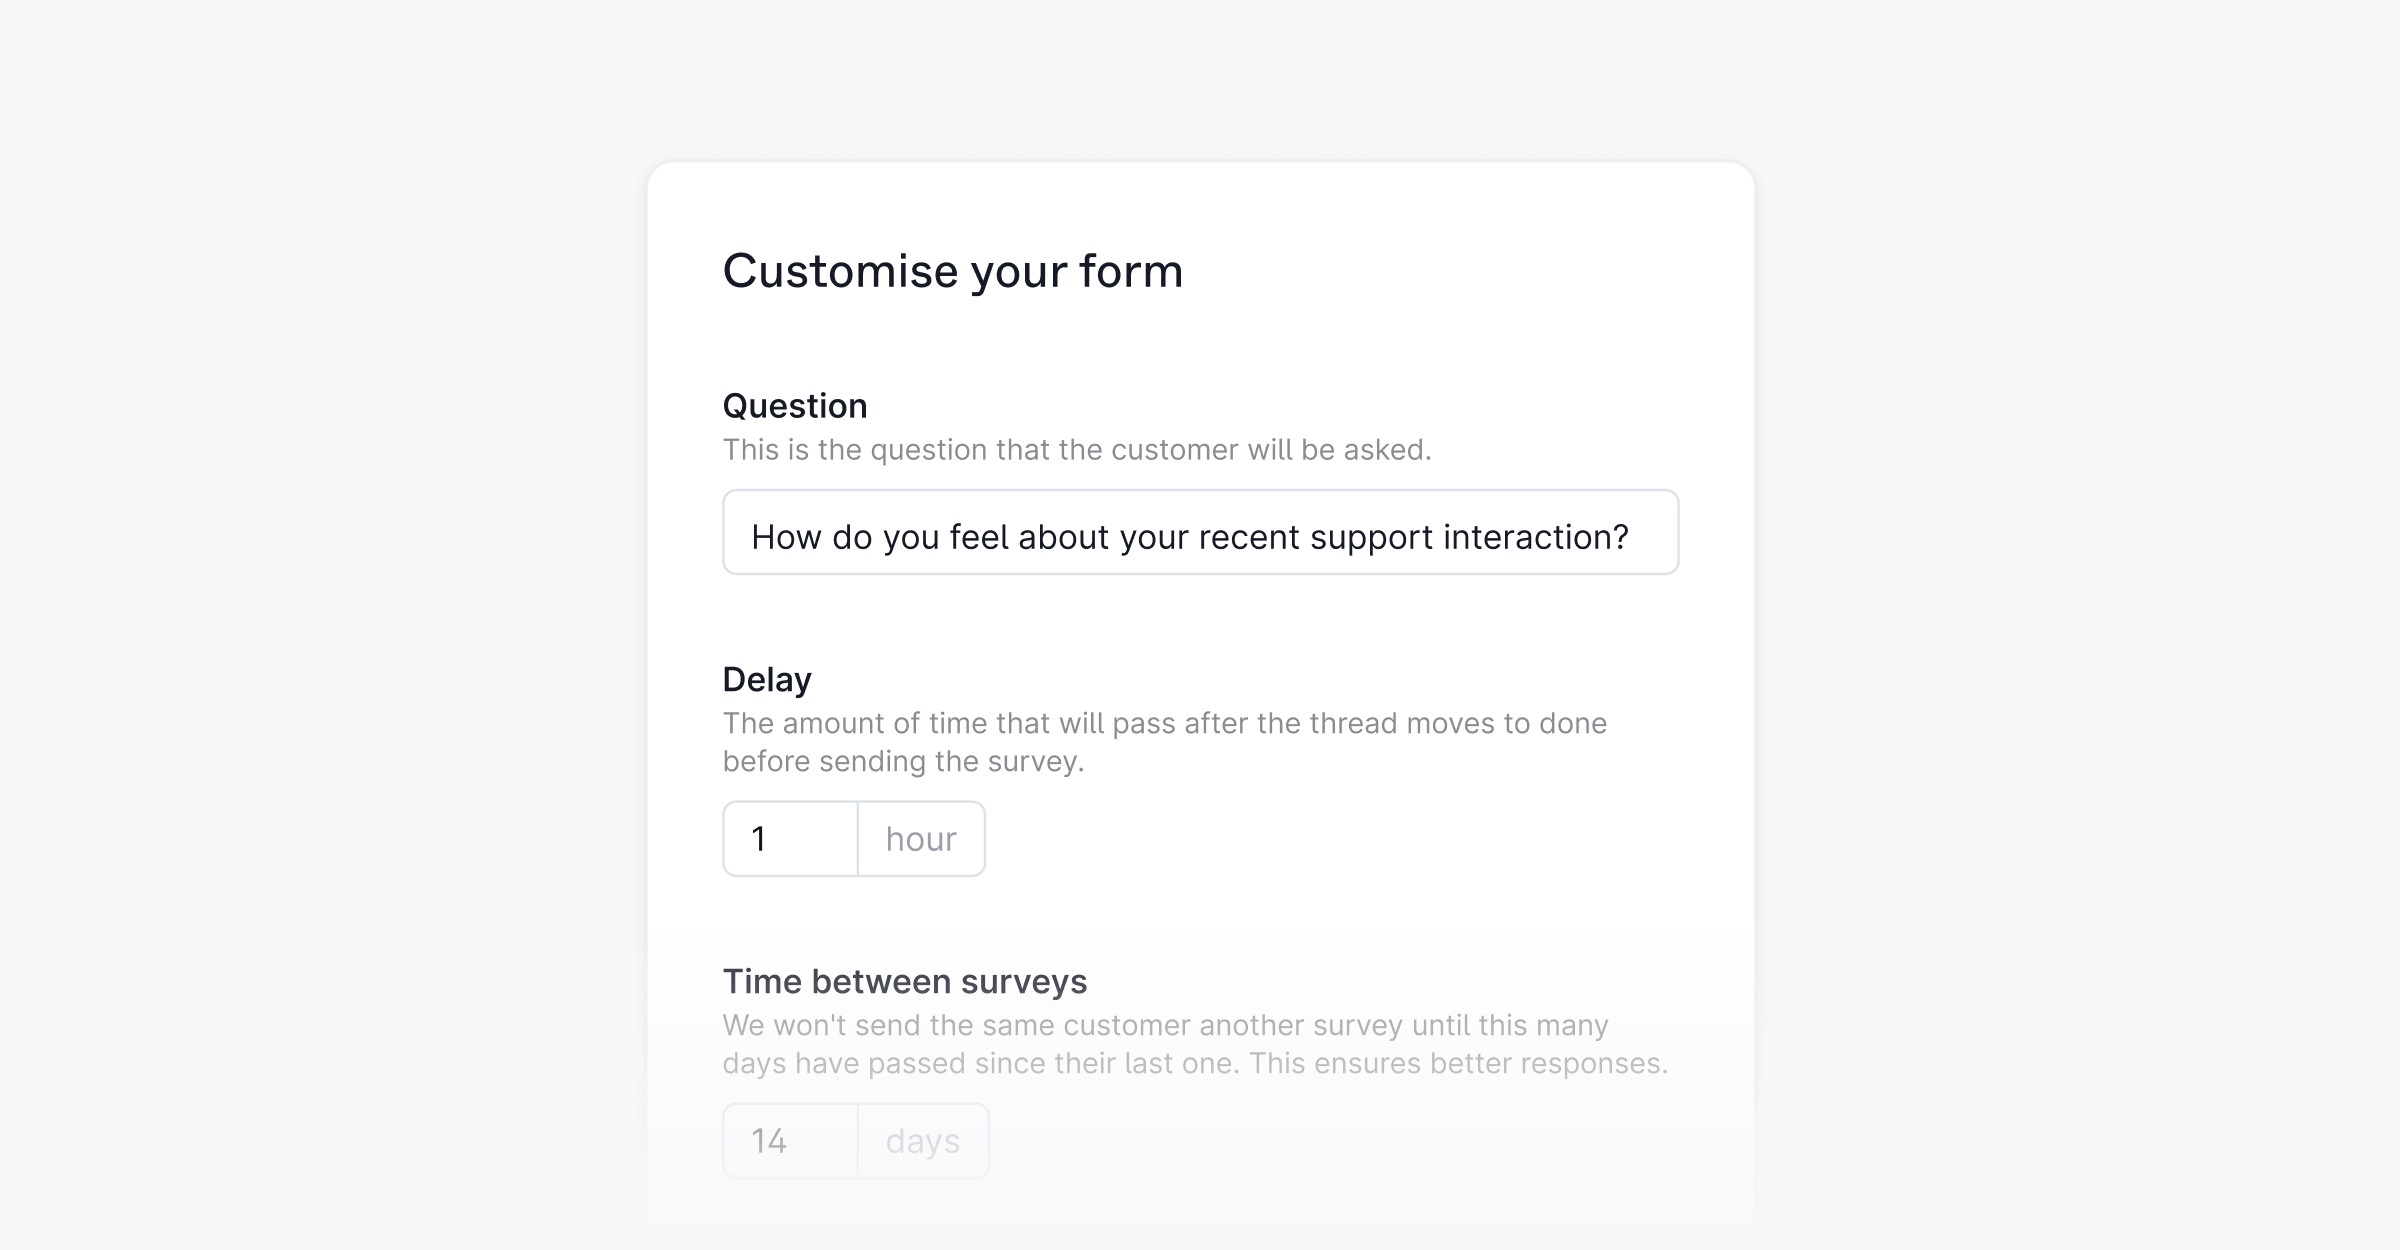 Customise your form
Question
This is the question that the customer will be asked.
How do you feel about your recent support interaction?
Delay
The amount of time that will pass after the thread moves to done
before sending the survey.
1 hour
Time between surveys
We won't send the same customer another survey until this many
days have passed since their last one. This ensures better responses.
14 days